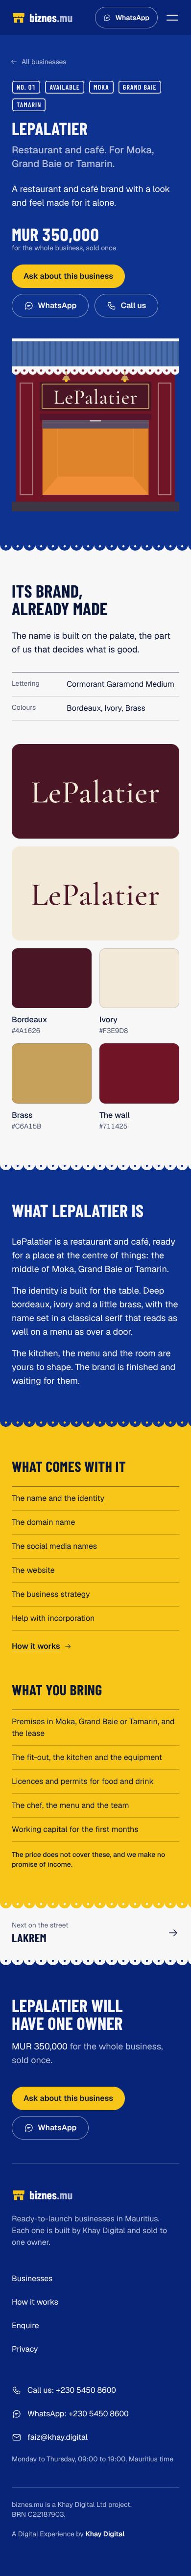 biznes.mu
WhatsApp
← All businesses
NO. 01
AVAILABLE
MOKA
GRAND BAIE
TAMARIN
LEPALATIER
Restaurant and café. For Moka,
Grand Baie or Tamarin.
A restaurant and café brand with a look
and feel made for it alone.
MUR 350,000
for the whole business, sold once
Ask about this business
WhatsApp
Call us
LePalatier
ITS BRAND,
ALREADY MADE
The name is built on the palate, the part
of us that decides what is good.
Lettering
Cormorant Garamond Medium
Colours
Bordeaux, Ivory, Brass
LePalatier
LePalatier
Bordeaux
#4A1626
Ivory
#F3E9D8
Brass
#C6A15B
The wall
#711425
WHAT LEPALATIER IS
LePalatier is a restaurant and café, ready
for a place at the centre of things: the
middle of Moka, Grand Baie or Tamarin.
The identity is built for the table. Deep
bordeaux, ivory and a little brass, with the
name set in a classical serif that reads as
well on a menu as over a door.
The kitchen, the menu and the room are
yours to shape. The brand is finished and
waiting for them.
WHAT COMES WITH IT
The name and the identity
The domain name
The social media names
The website
The business strategy
Help with incorporation
How it works →
WHAT YOU BRING
Premises in Moka, Grand Baie or Tamarin, and
the lease
The fit-out, the kitchen and the equipment
Licences and permits for food and drink
The chef, the menu and the team
Working capital for the first months
The price does not cover these, and we make no
promise of income.
Next on the street
LAKREM
→
LEPALATIER WILL
HAVE ONE OWNER
MUR 350,000 for the whole business,
sold once.
Ask about this business
WhatsApp
biznes.mu
Ready-to-launch businesses in Mauritius.
Each one is built by Khay Digital and sold to
one owner.
Businesses
How it works
Enquire
Privacy
Call us: +230 5450 8600
WhatsApp: +230 5450 8600
faiz@khay.digital
Monday to Thursday, 09:00 to 19:00, Mauritius time
biznes.mu is a Khay Digital Ltd project.
BRN C22187903.
A Digital Experience by Khay Digital